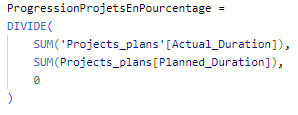 ProgressionProjetsEnPourcentage =
DIVIDE(
    SUM('Projects_plans'[Actual_Duration]),
    SUM(Projects_plans[Planned_Duration]),
    0
)